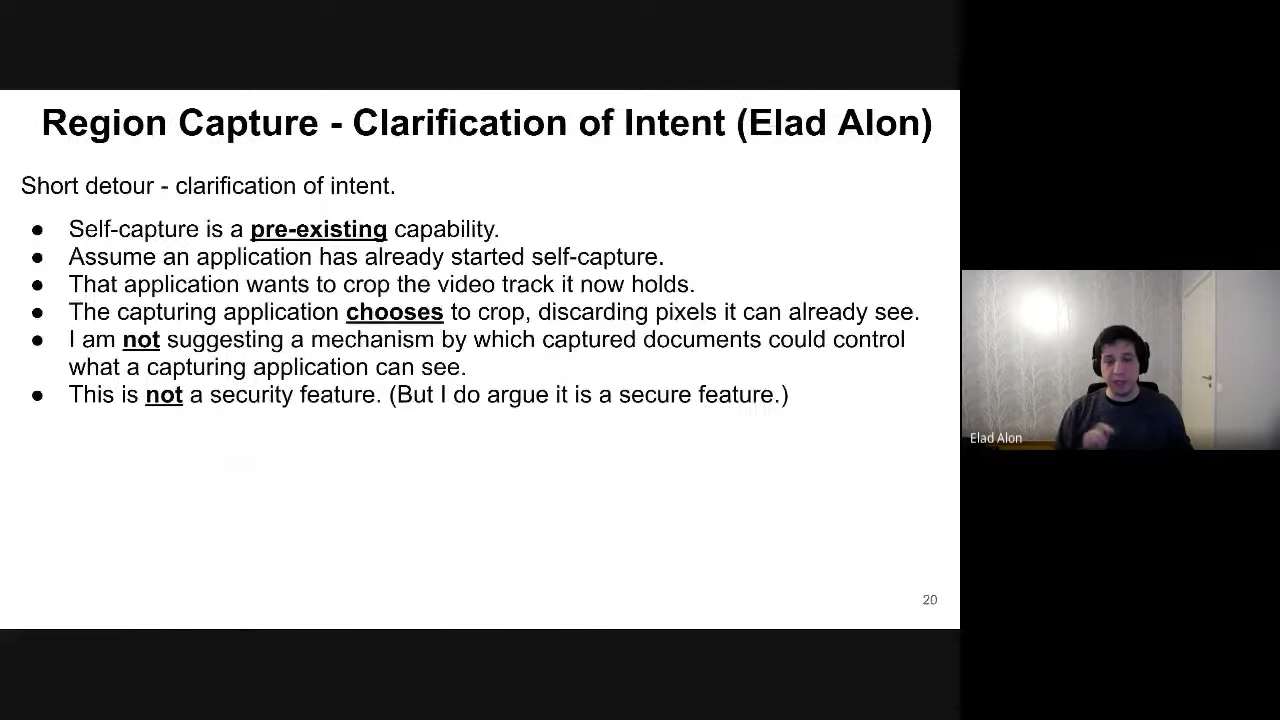 Region Capture - Clarification of Intent (Elad Alon)
Short detour - clarification of intent.
● Self-capture is a pre-existing capability.
● Assume an application has already started self-capture.
● That application wants to crop the video track it now holds.
● The capturing application chooses to crop, discarding pixels it can already see.
● I am not suggesting a mechanism by which captured documents could control
what a capturing application can see.
● This is not a security feature. (But I do argue it is a secure feature.)
Elad Alon
20